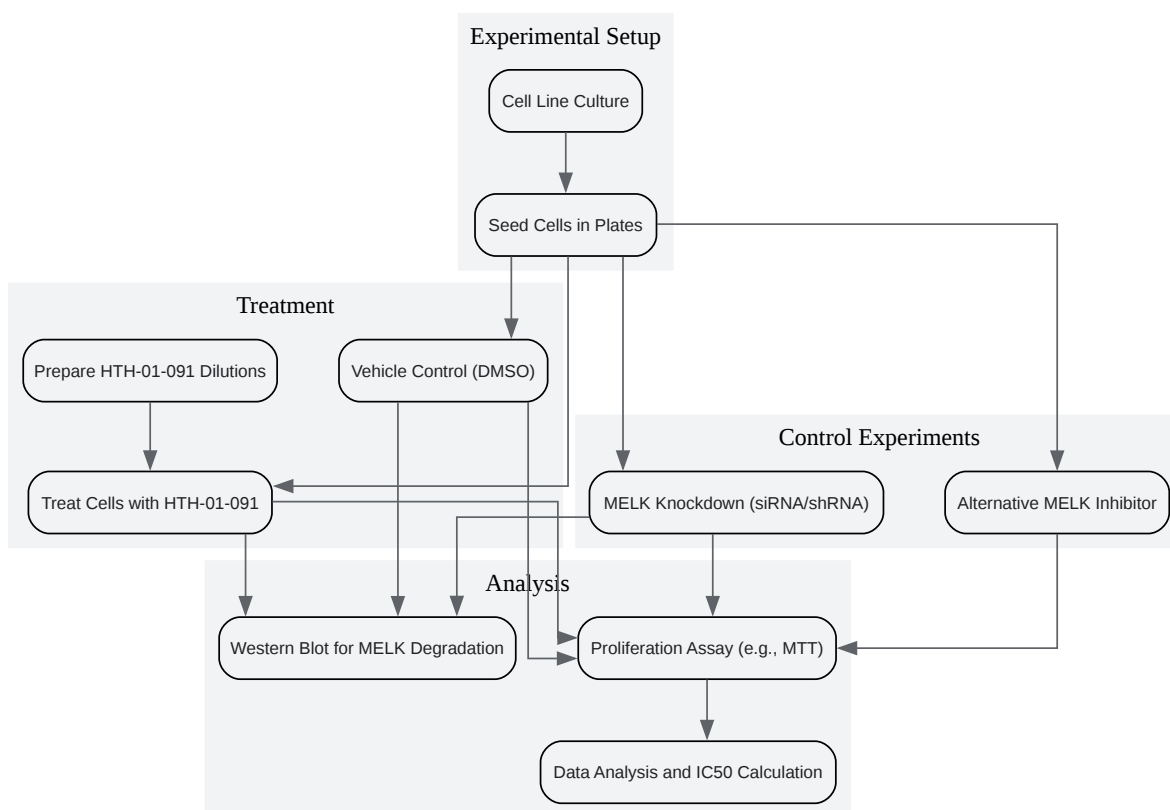 Experimental Setup
Cell Line Culture
Seed Cells in Plates
Treatment
Prepare HTH-01-091 Dilutions
Vehicle Control (DMSO)
Treat Cells with HTH-01-091
Control Experiments
MELK Knockdown (siRNA/shRNA)
Alternative MELK Inhibitor
Analysis
Western Blot for MELK Degradation
Proliferation Assay (e.g., MTT)
Data Analysis and IC50 Calculation